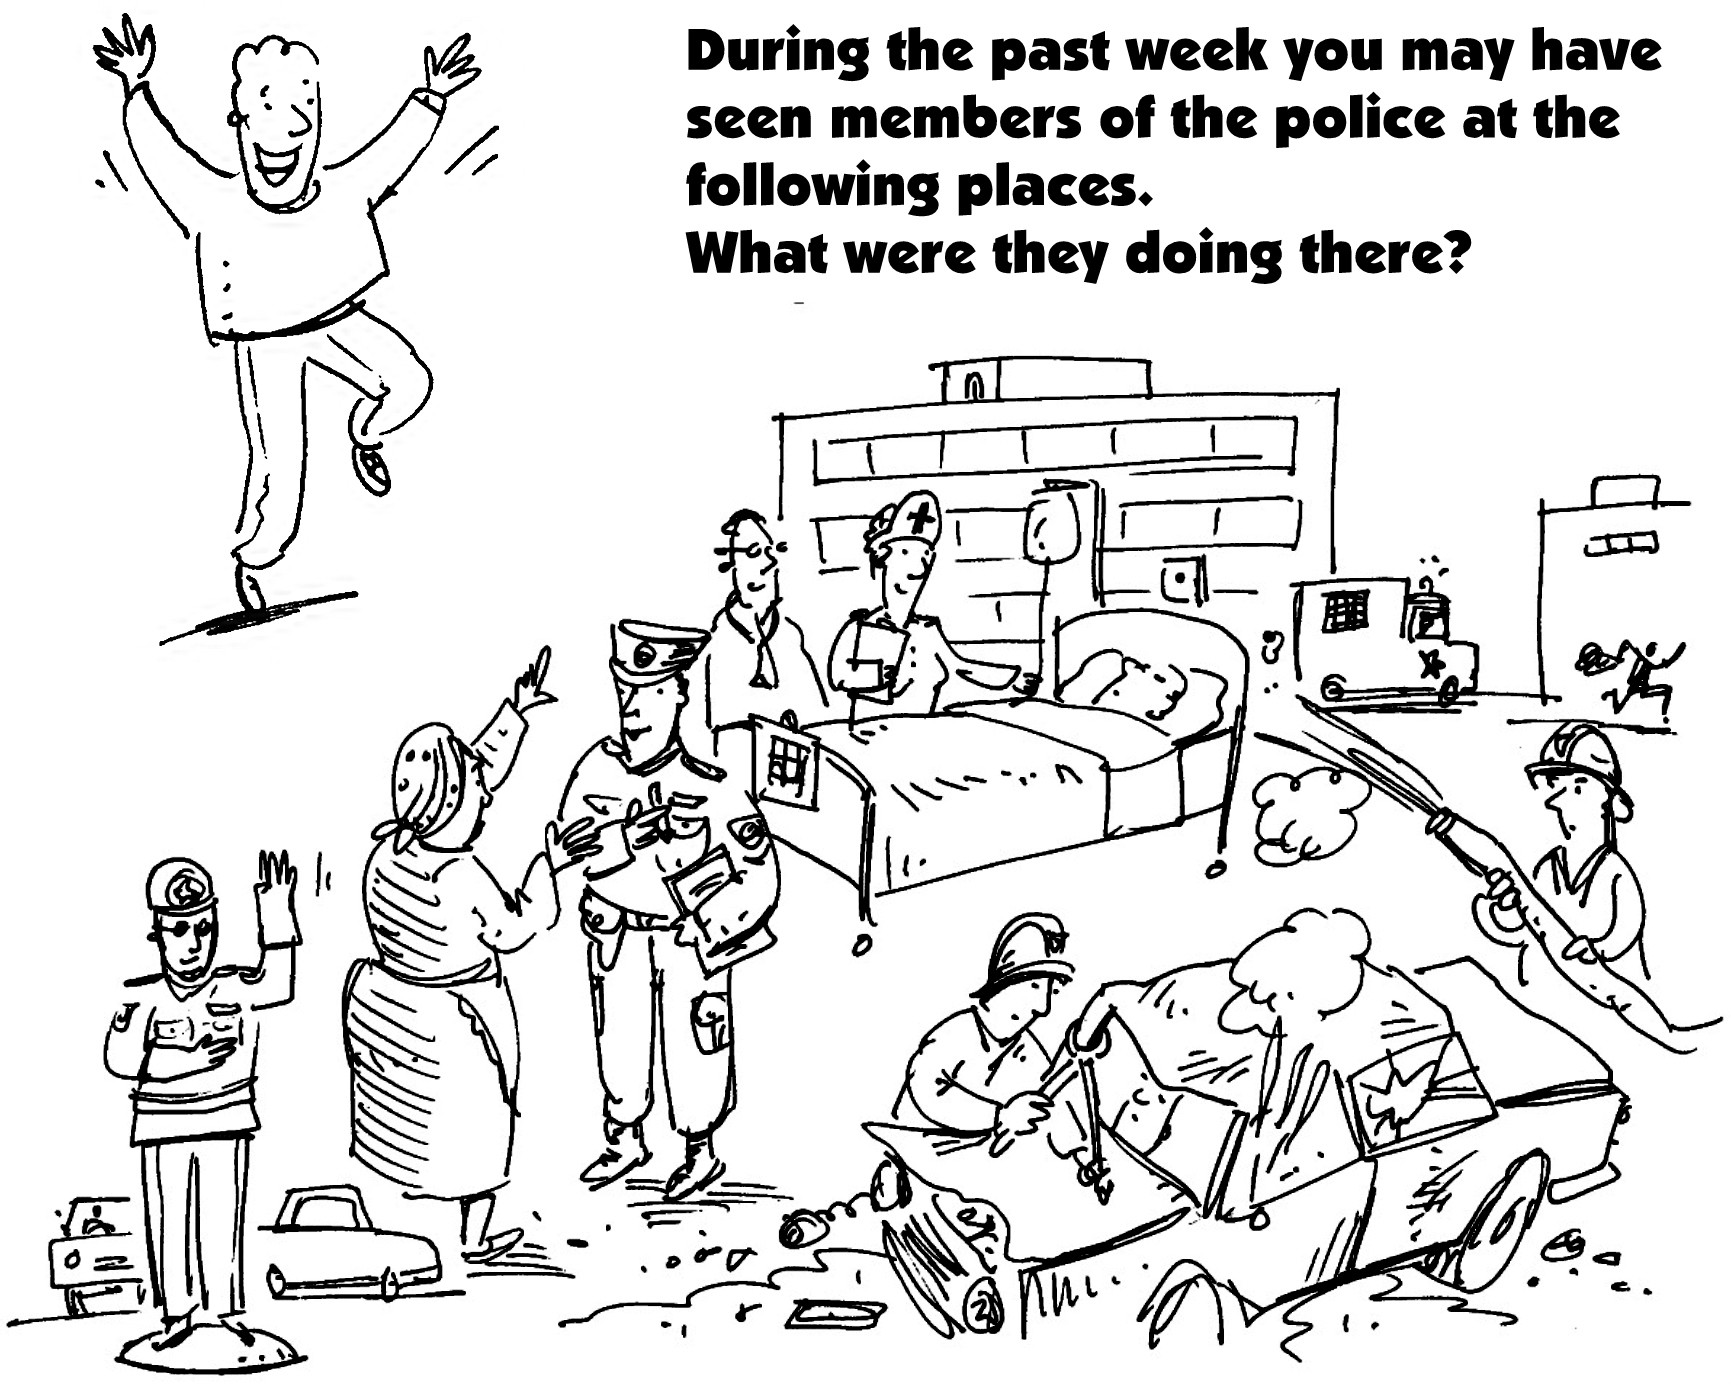 During the past week you may have
seen members of the police at the
following places.
What were they doing there?